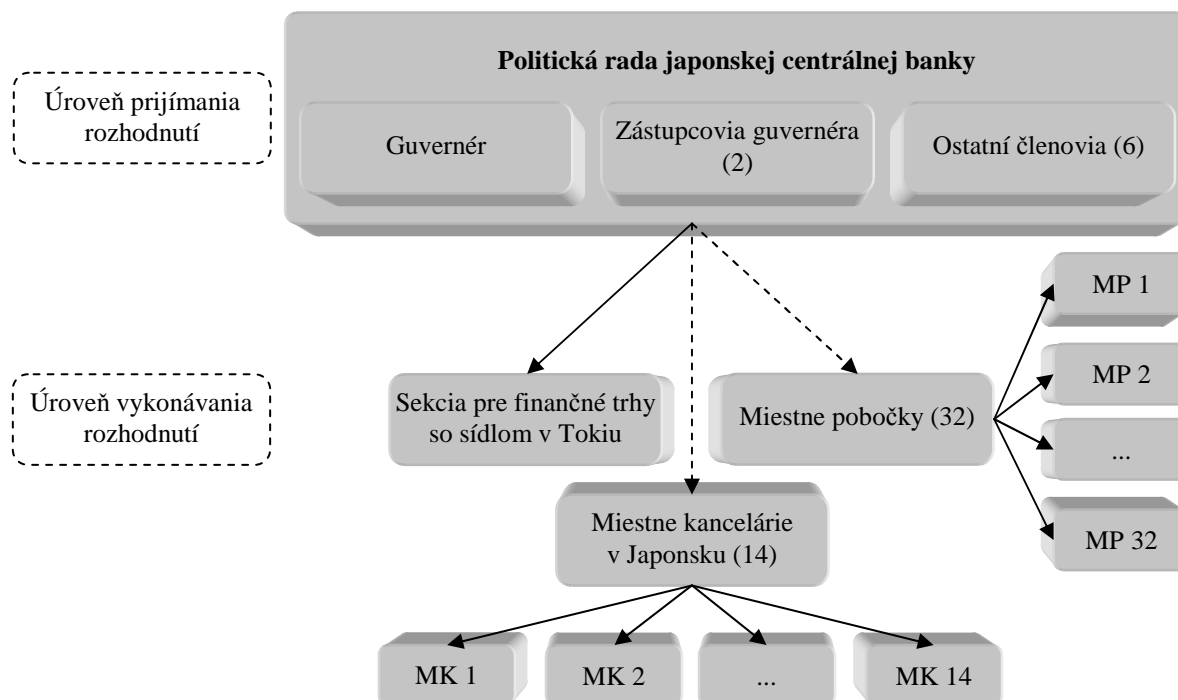 Politická rada japonskej centrálnej banky
Úroveň prijímania
rozhodnutí
Guvernér
Zástupcovia guvernéra
(2)
Ostatní členovia (6)
MP 1
MP 2
...
MP 32
Úroveň vykonávania
rozhodnutí
Sekcia pre finančné trhy
so sídlom v Tokiu
Miestne pobočky (32)
Miestne kancelárie
v Japonsku (14)
MK 1
MK 2
...
MK 14